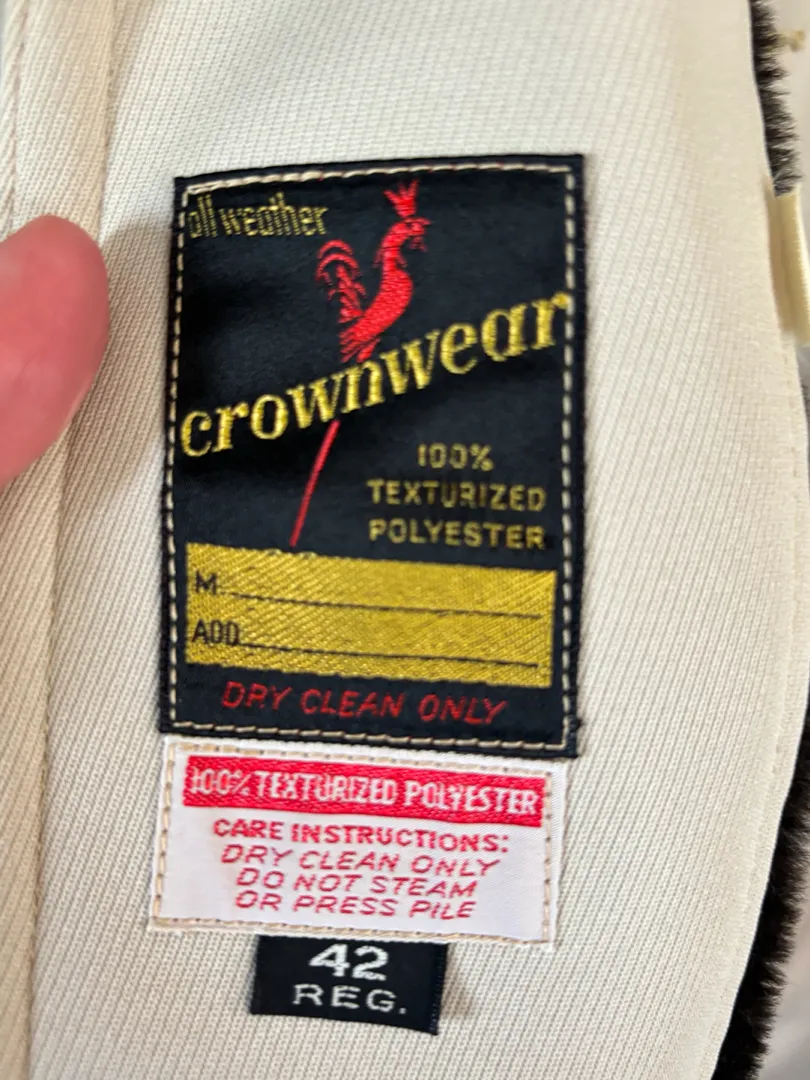 all weather
crownwear
100%
TEXTURIZED
POLYESTER
M
ADD
DRY CLEAN ONLY
100% TEXTURIZED POLYESTER
CARE INSTRUCTIONS:
DRY CLEAN ONLY
DO NOT STEAM
OR PRESS PILE
42
REG.